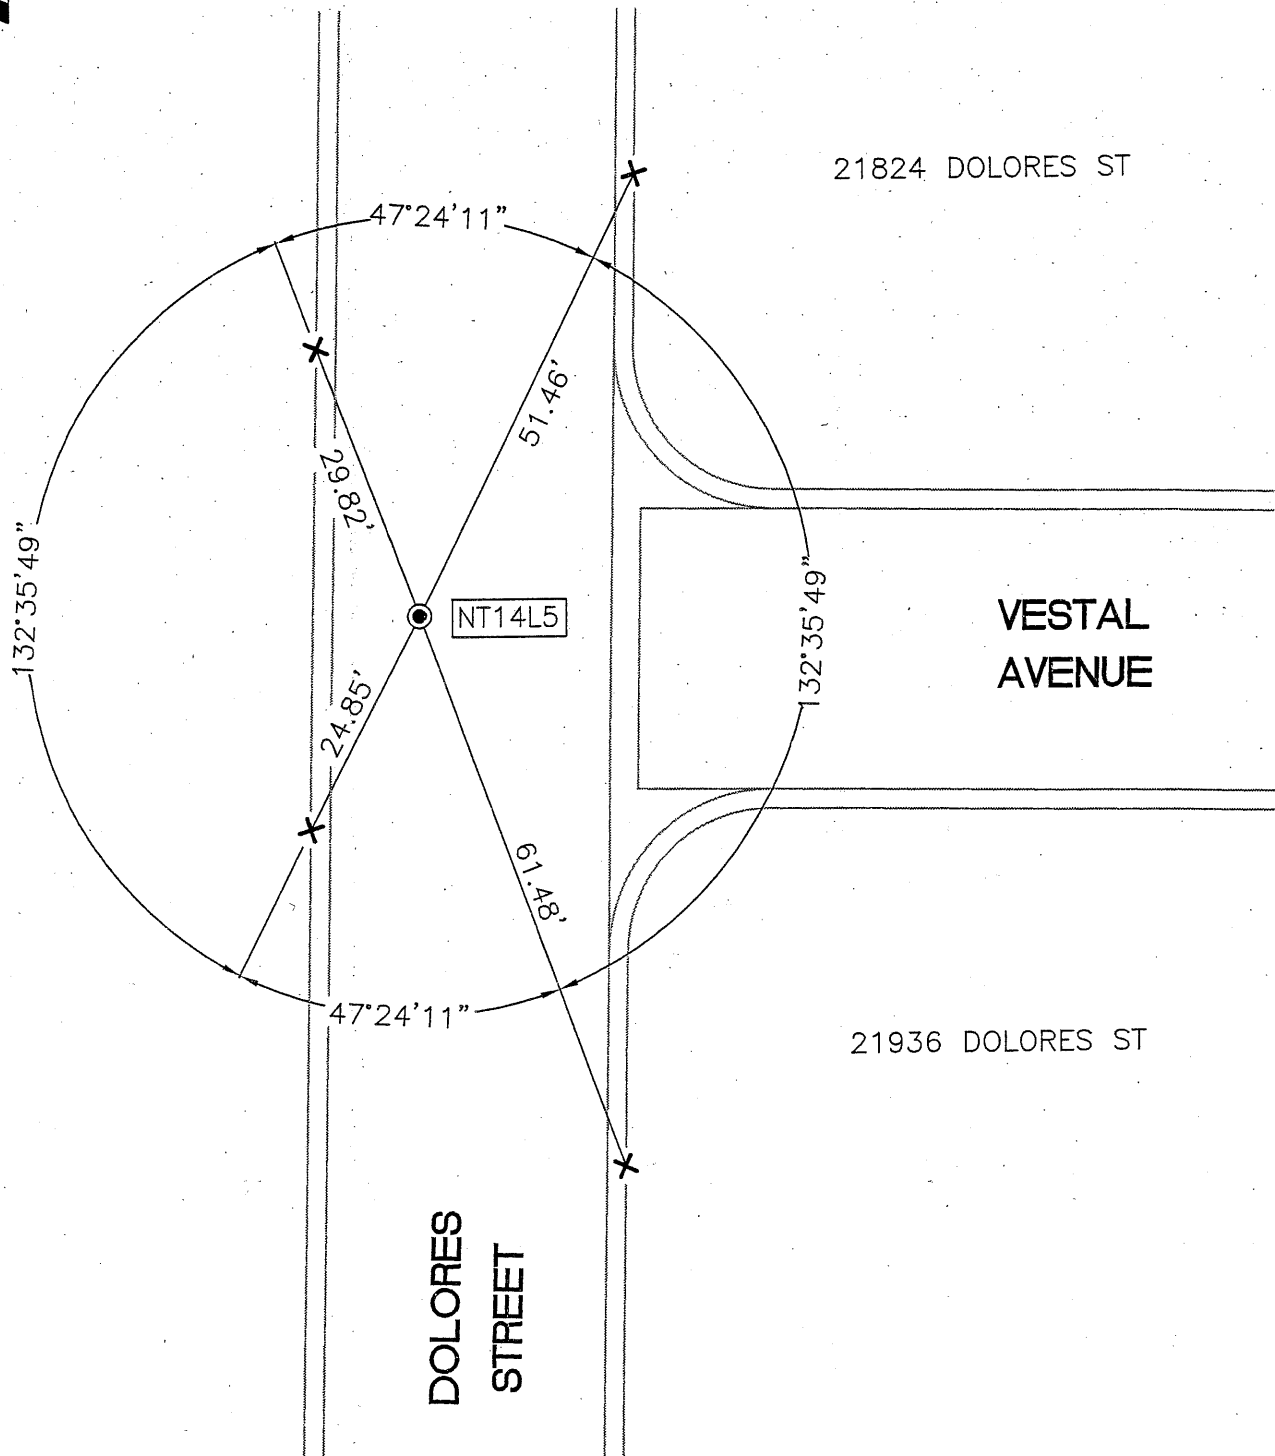 21824 DOLORES ST
47°24'11"
51.46'
29.82'
132°35'49"
NT14L5
132°35'49"
VESTAL
AVENUE
24.85'
61.48'
47°24'11"
21936 DOLORES ST
DOLORES
STREET